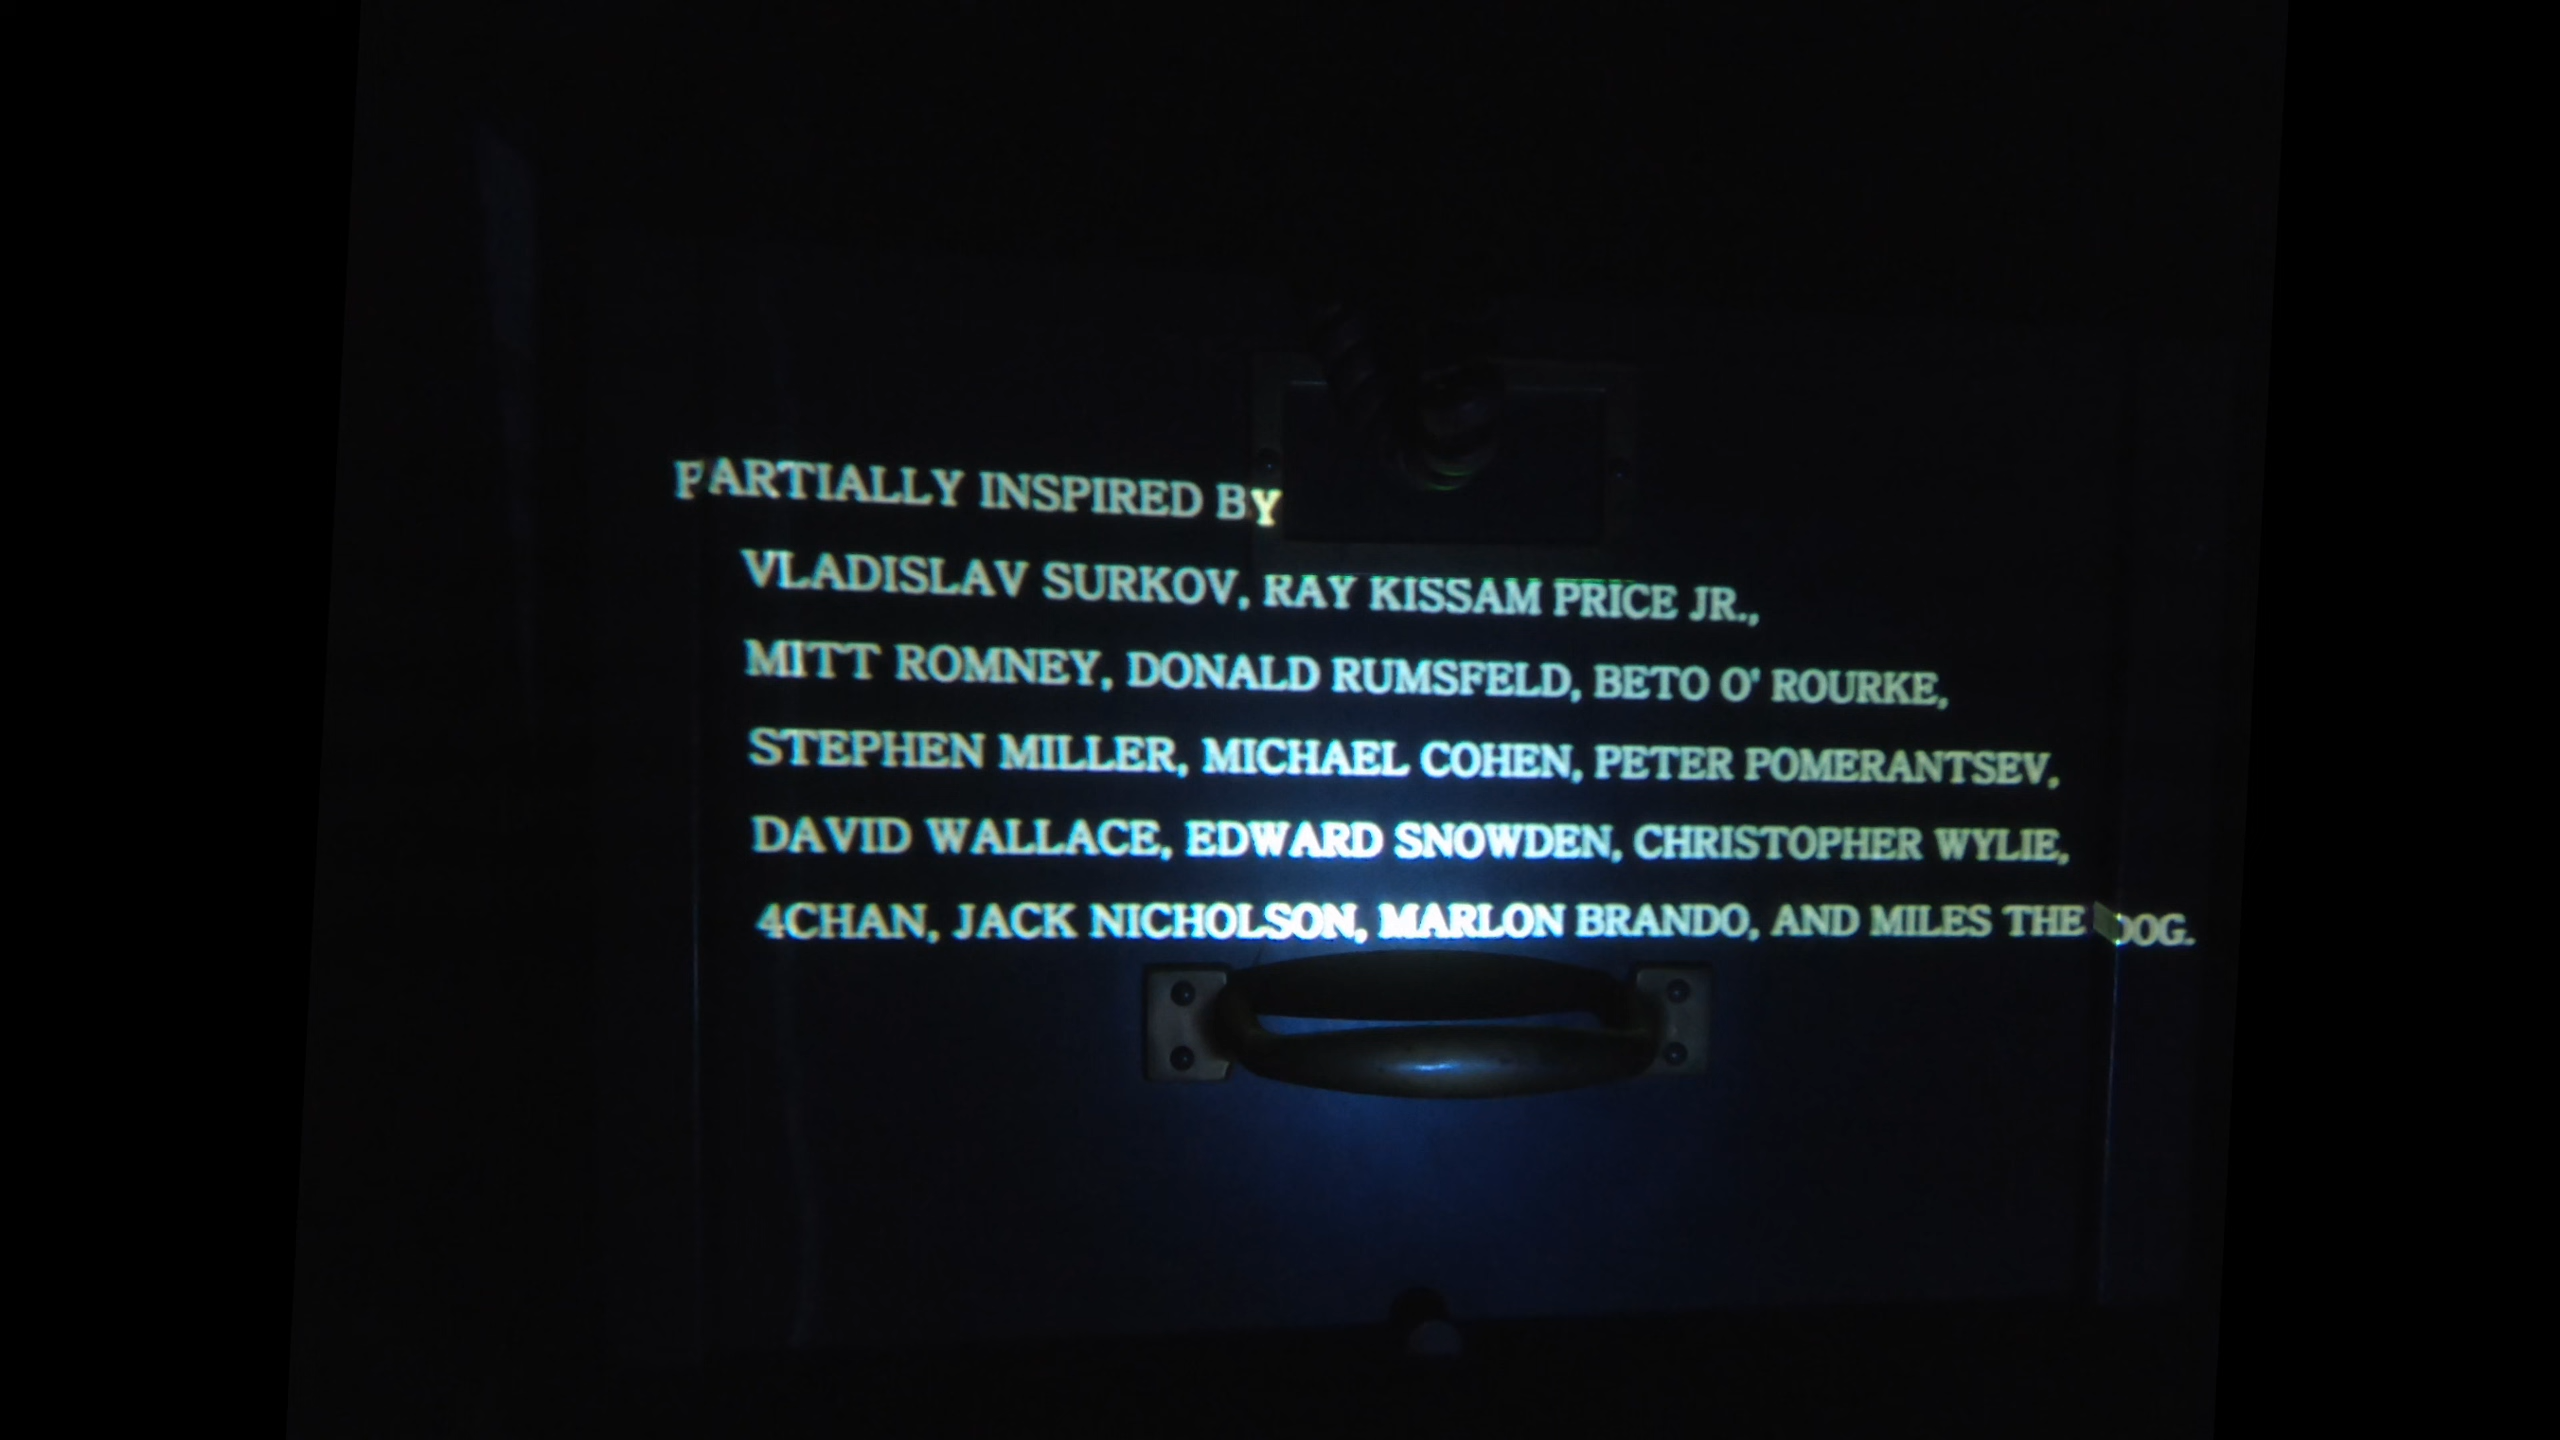 PARTIALLY INSPIRED BY
VLADISLAV SURKOV, RAY KISSAM PRICE JR.,
MITT ROMNEY, DONALD RUMSFELD, BETO O' ROURKE,
STEPHEN MILLER, MICHAEL COHEN, PETER POMERANTSEV,
DAVID WALLACE, EDWARD SNOWDEN, CHRISTOPHER WYLIE,
4CHAN, JACK NICHOLSON, MARLON BRANDO, AND MILES THE DOG.